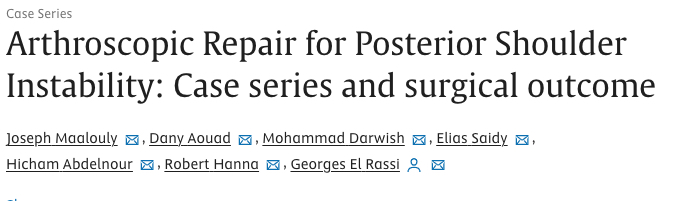 Case Series
Arthroscopic Repair for Posterior Shoulder
Instability: Case series and surgical outcome
Joseph Maalouly, Dany Aouad, Mohammad Darwish, Elias Saidy,
Hicham Abdelnour, Robert Hanna, Georges El Rassi